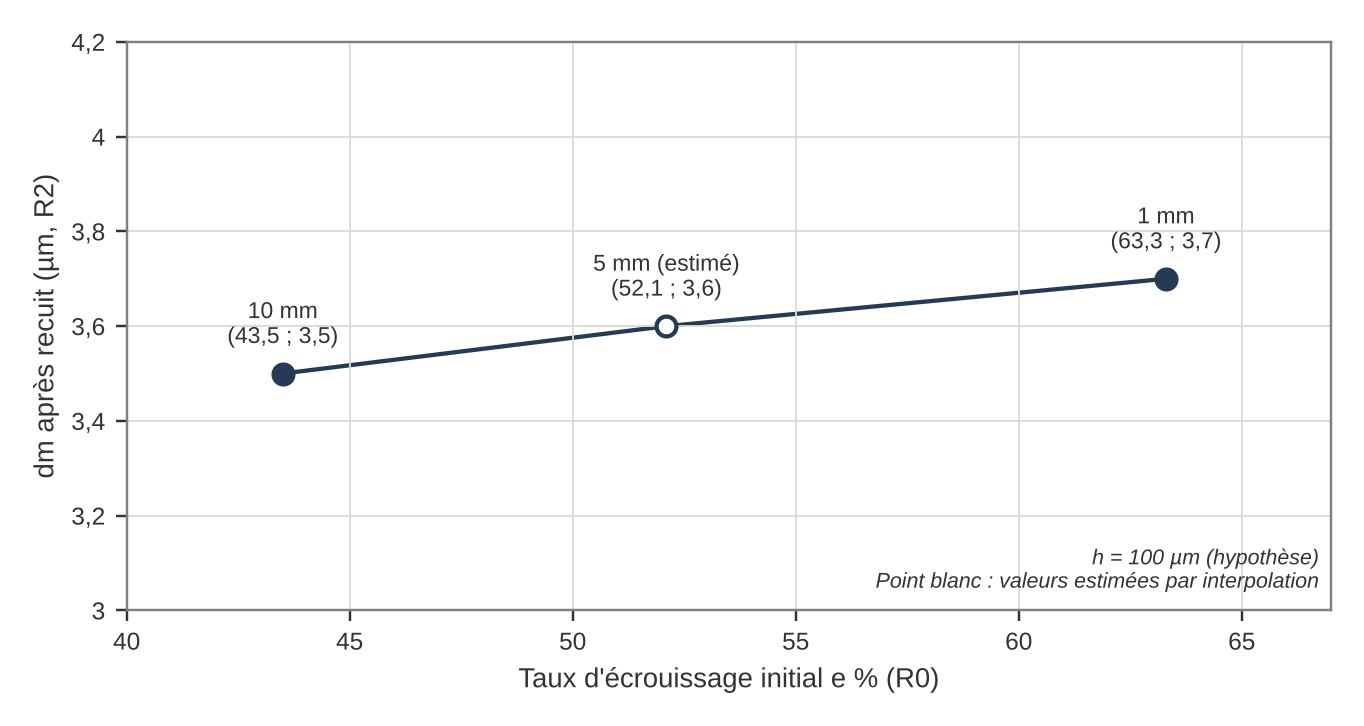 4,2
4
3,8
3,6
3,4
3,2
3
dm après recuit (µm, R2)
1 mm
(63,3 ; 3,7)
5 mm (estimé)
(52,1 ; 3,6)
10 mm
(43,5 ; 3,5)
h = 100 µm (hypothèse)
Point blanc : valeurs estimées par interpolation
40 45 50 55 60 65
Taux d'écrouissage initial e % (R0)